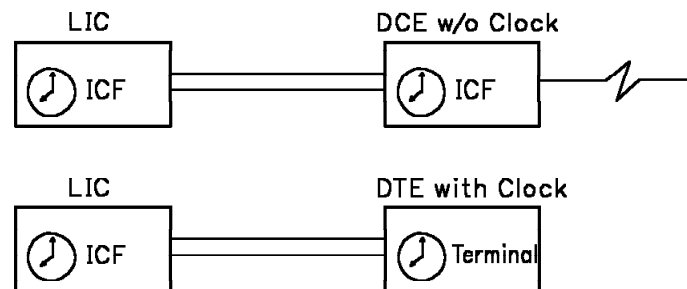 LIC DCE w/o Clock
ICF ICF
LIC DTE with Clock
ICF Terminal